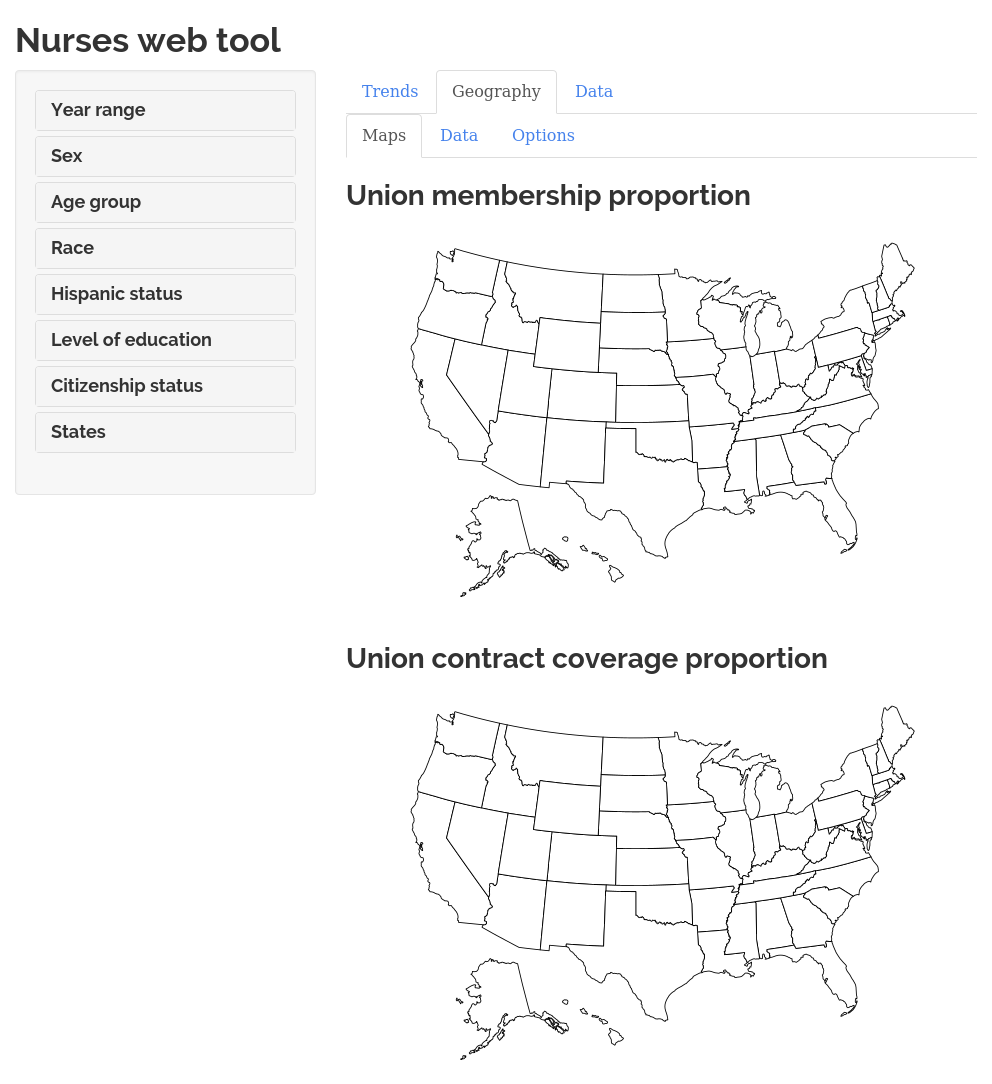 Nurses web tool
Year range
Sex
Age group
Race
Hispanic status
Level of education
Citizenship status
States
Trends Geography Data
Maps Data Options
Union membership proportion
Union contract coverage proportion